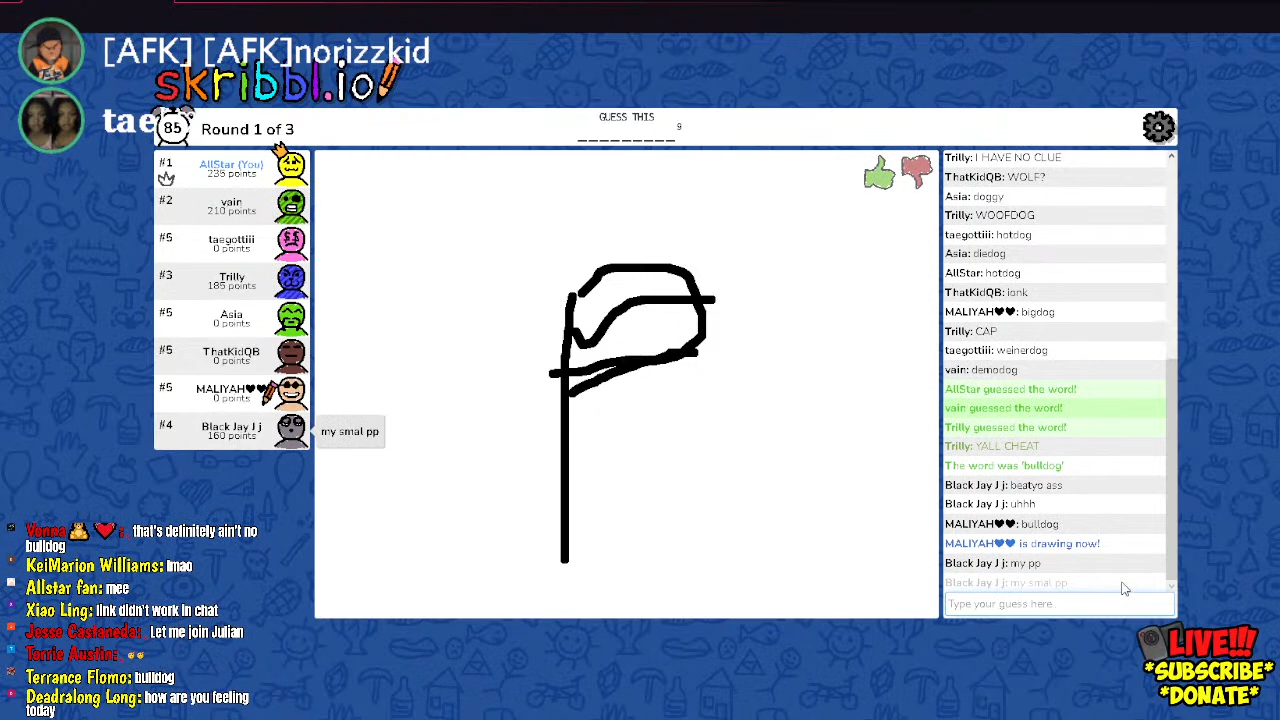 [AFK] [AFK]norizzkid
skribbl.io
85
Round 1 of 3
GUESS THIS
_________ 9
#1
AllStar (You)
236 points
#2
vain
210 points
#5
taegottiii
0 points
#3
Trilly
185 points
#5
Asia
0 points
#5
ThatKidQB
0 points
#5
MALIYAH♥♥
0 points
#4
Black Jay J j
160 points
my smal pp
Trilly: I HAVE NO CLUE
ThatKidQB: WOLF?
Asia: doggy
Trilly: WOOFDOG
taegottiii: hotdog
Asia: diedog
AllStar: hotdog
ThatKidQB: ionk
MALIYAH♥♥: bigdog
Trilly: CAP
taegottiii: weinerdog
vain: demodog
AllStar guessed the word!
vain guessed the word!
Trilly guessed the word!
Trilly: YALL CHEAT
The word was 'bulldog'
Black Jay J j: beatyo ass
Black Jay J j: uhhh
MALIYAH♥♥: bulldog
MALIYAH♥♥ is drawing now!
Black Jay J j: my pp
Black Jay J j: my smal pp
Type your guess here
Vonna 🧸 ❤️: that's definitely ain't no
bulldog
KeiMarion Williams: lmao
Allstar fan: mee
Xiao Ling: link didn't work in chat
Josso Castaneda: Let me join Julian
Torrie Austin: 👀
Terrance Flomo: bulldog
Deadralong Long: how are you feeling
today
LIVE!!!
*SUBSCRIBE*
*DONATE*